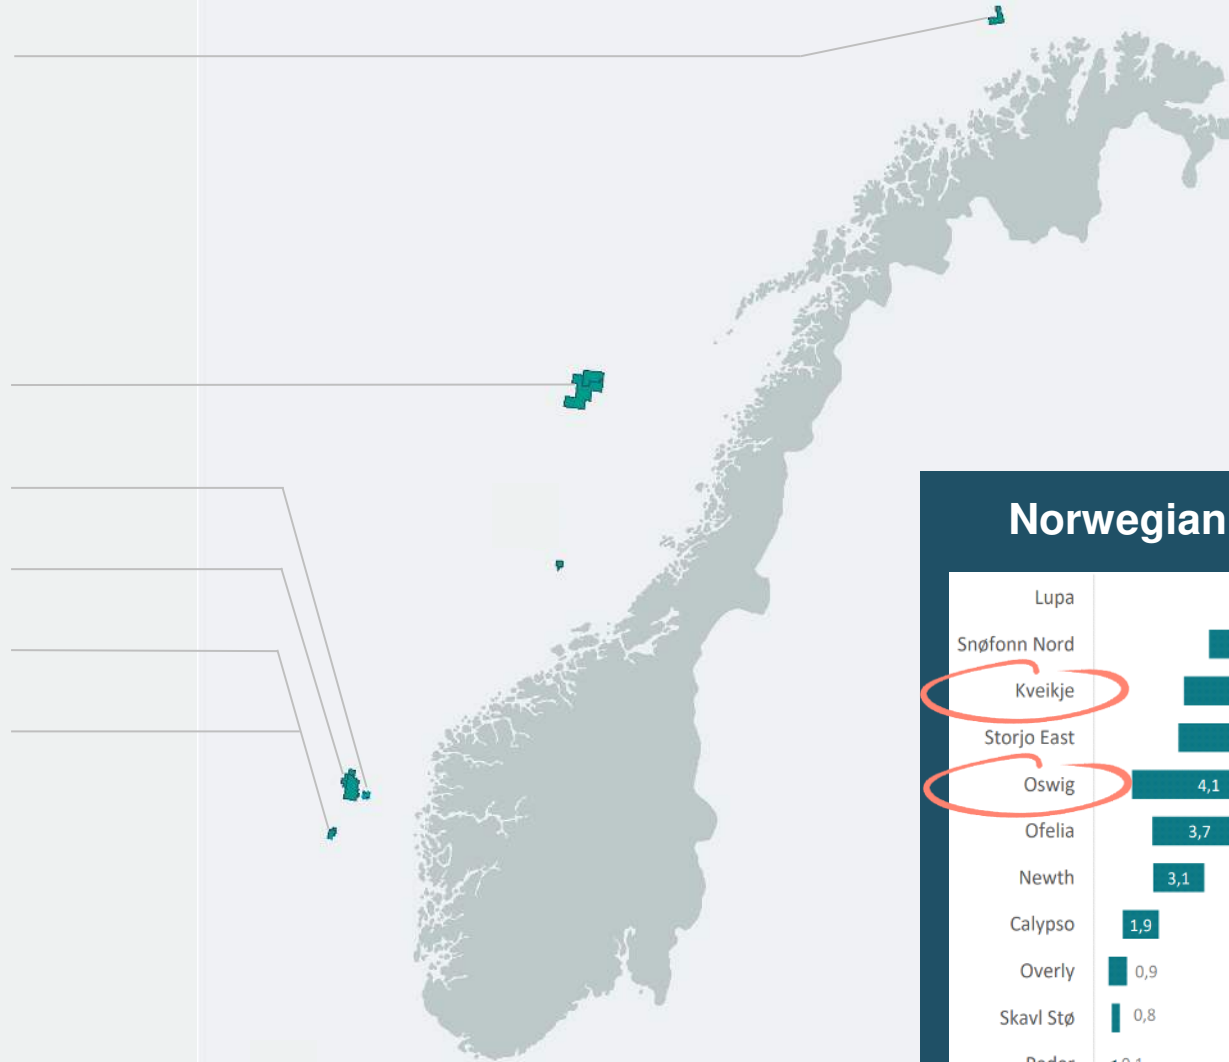 Norwegian
Lupa
Snøfonn Nord
Kveikje
Storjo East
Oswig 4,1
Ofelia 3,7
Newth 3,1
Calypso 1,9
Overly 0,9
Skavl Stø 0,8